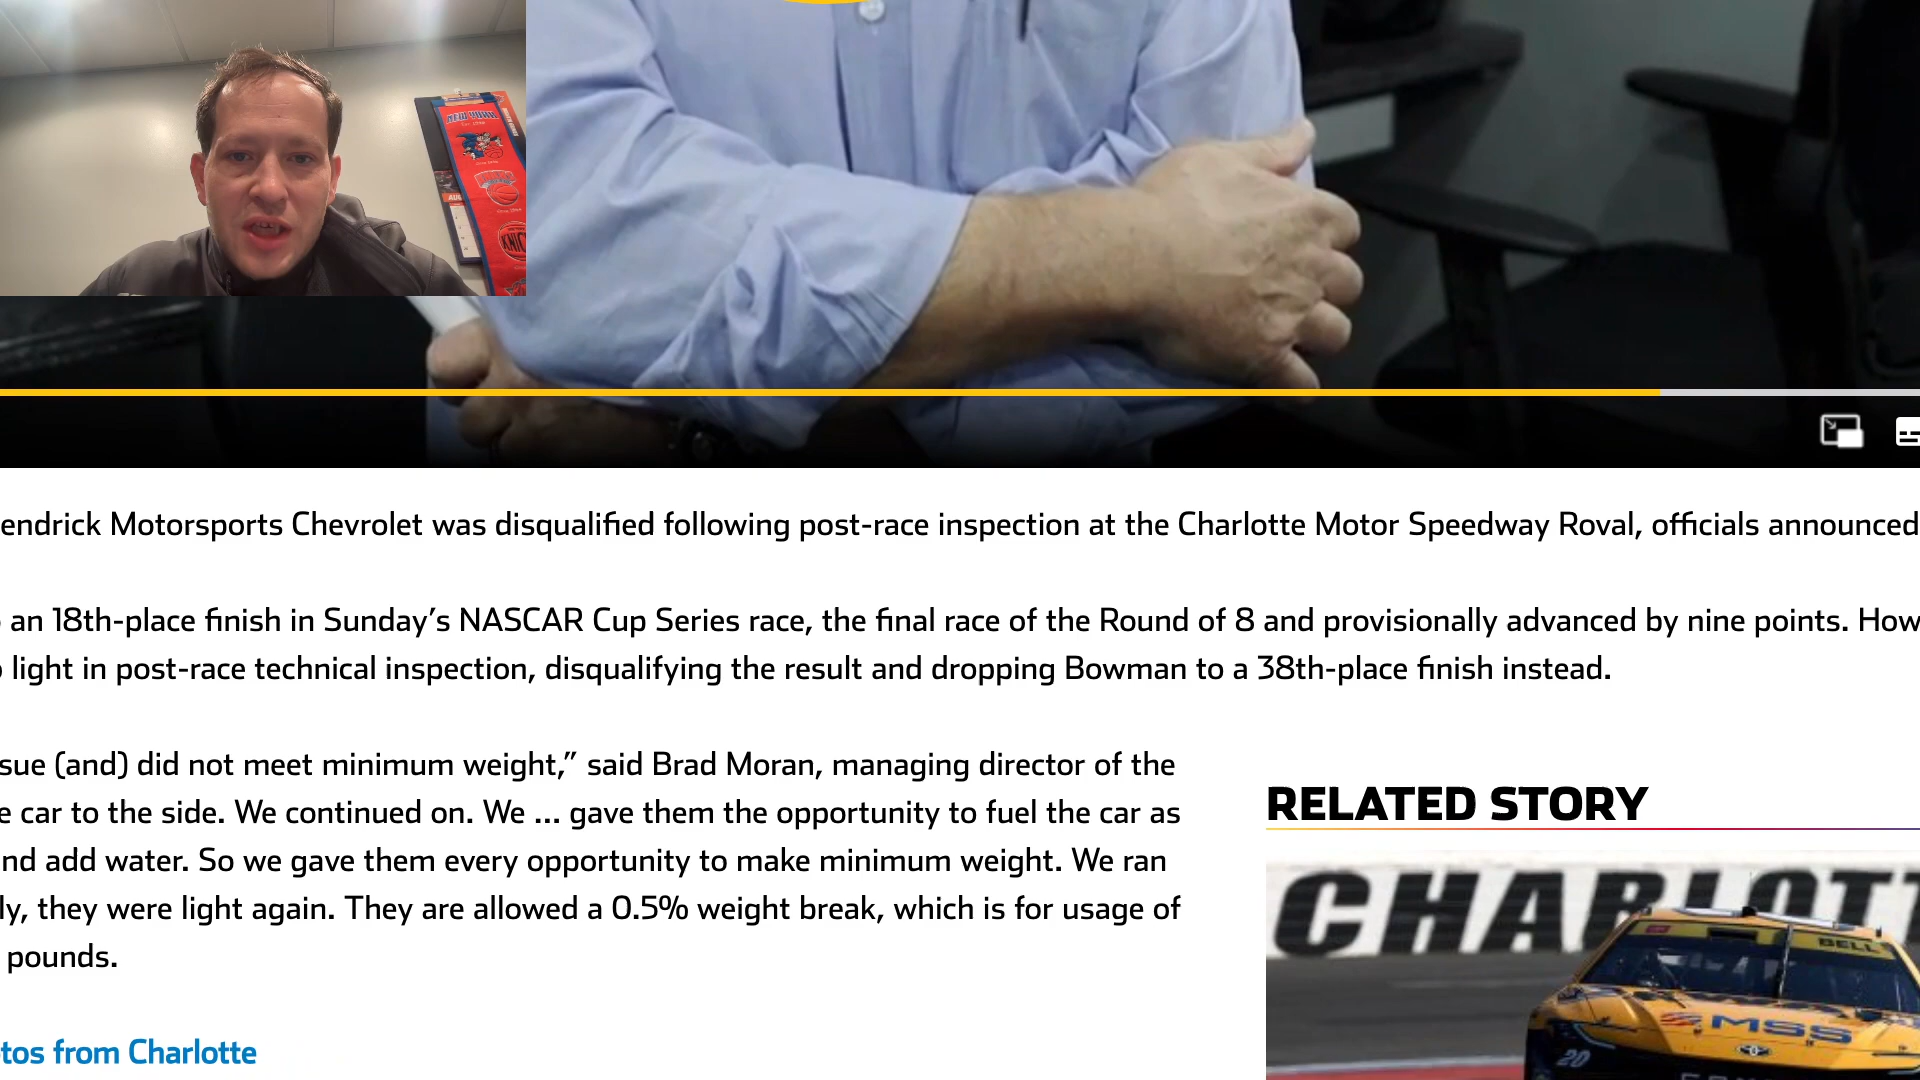 NEW YORK
KNIC
endrick Motorsports Chevrolet was disqualified following post-race inspection at the Charlotte Motor Speedway Roval, officials announced
an 18th-place finish in Sunday’s NASCAR Cup Series race, the final race of the Round of 8 and provisionally advanced by nine points. How
light in post-race technical inspection, disqualifying the result and dropping Bowman to a 38th-place finish instead.
sue (and) did not meet minimum weight,” said Brad Moran, managing director of the
e car to the side. We continued on. We ... gave them the opportunity to fuel the car as
nd add water. So we gave them every opportunity to make minimum weight. We ran
ly, they were light again. They are allowed a 0.5% weight break, which is for usage of
pounds.
tos from Charlotte
RELATED STORY
CHARLOTT
BELL
MSS
20